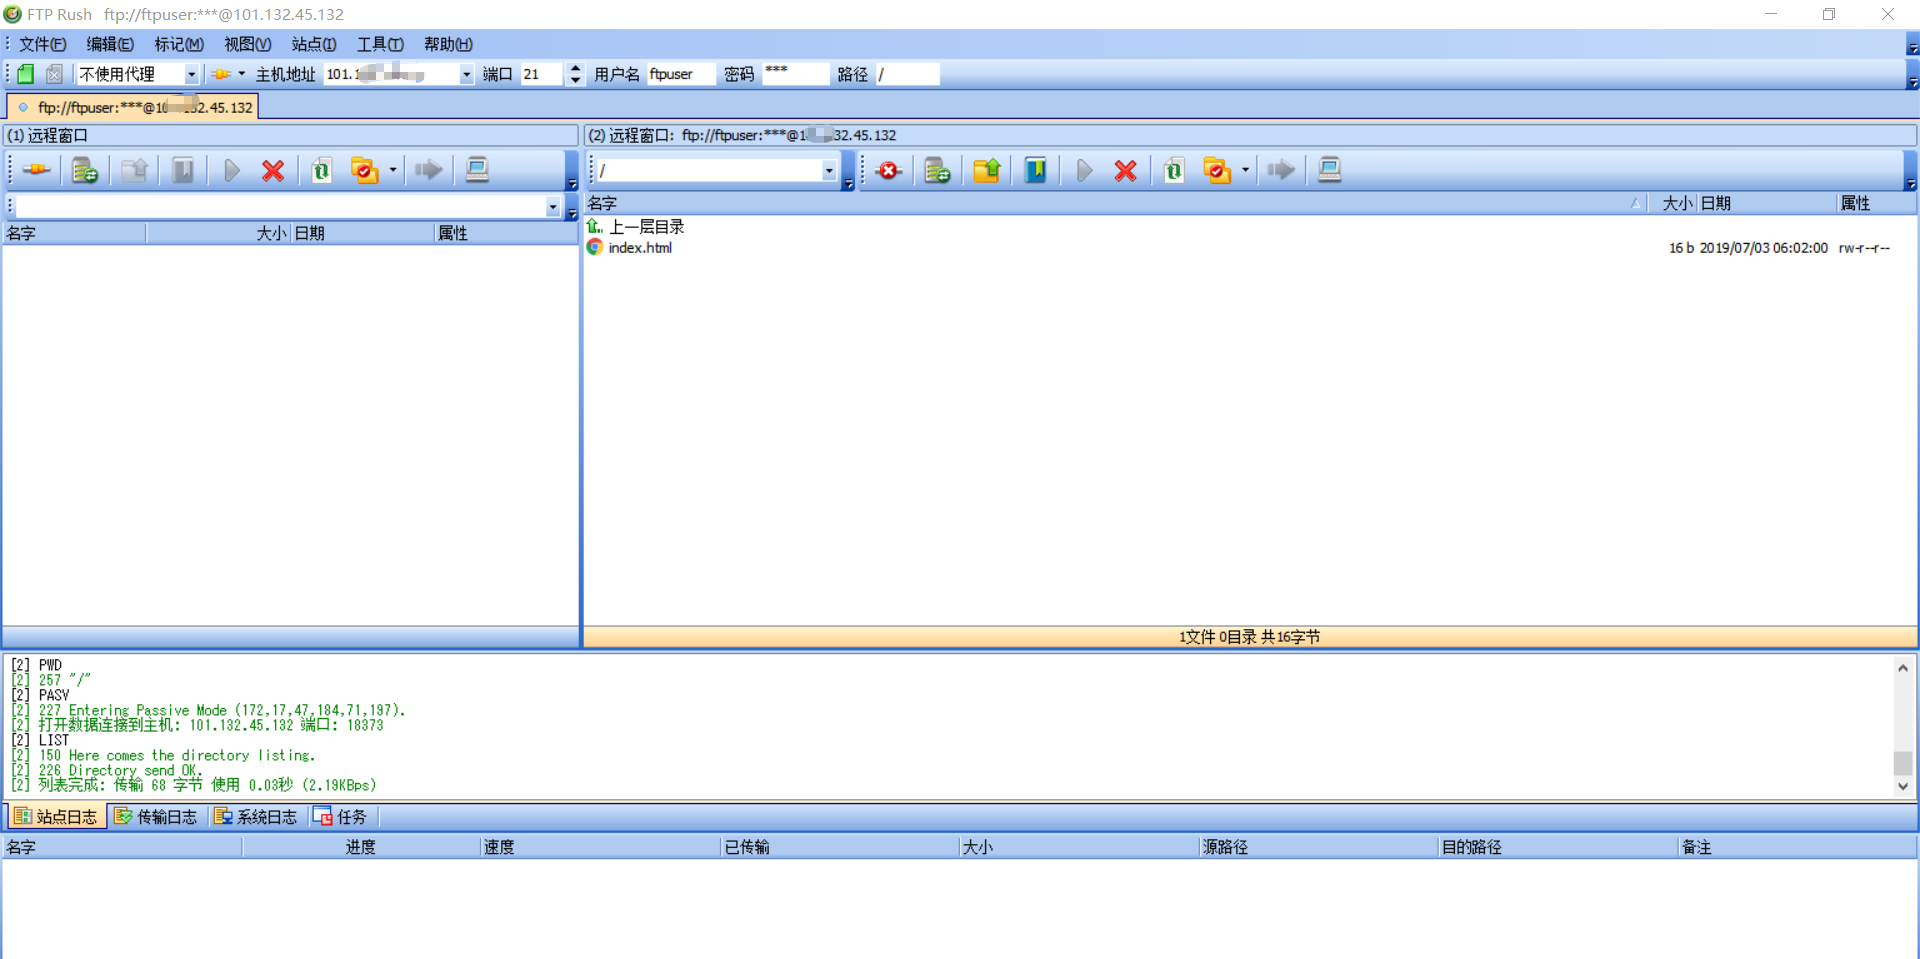 FTP Rush ftp://ftpuser:***@101.132.45.132
文件(F) 编辑(E) 标记(M) 视图(V) 站点(I) 工具(T) 帮助(H)
不使用代理 主机地址 101.1 端口 21 用户名 ftpuser 密码 *** 路径 /
ftp://ftpuser:***@10 32.45.132
(1) 远程窗口
(2) 远程窗口: ftp://ftpuser:***@1 32.45.132
/
名字 大小 日期 属性
名字 大小 日期 属性
上一层目录
index.html 16 b 2019/07/03 06:02:00 rw-r--r--
1文件 0目录 共16字节
[2] PWD
[2] 257 "/"
[2] PASV
[2] 227 Entering Passive Mode (172,17,47,184,71,197).
[2] 打开数据连接到主机: 101.132.45.132 端口: 18373
[2] LIST
[2] 150 Here comes the directory listing.
[2] 226 Directory send OK.
[2] 列表完成: 传输 68 字节 使用 0.03秒 (2.19KBps)
站点日志 传输日志 系统日志 任务
名字 进度 速度 已传输 大小 源路径 目的路径 备注